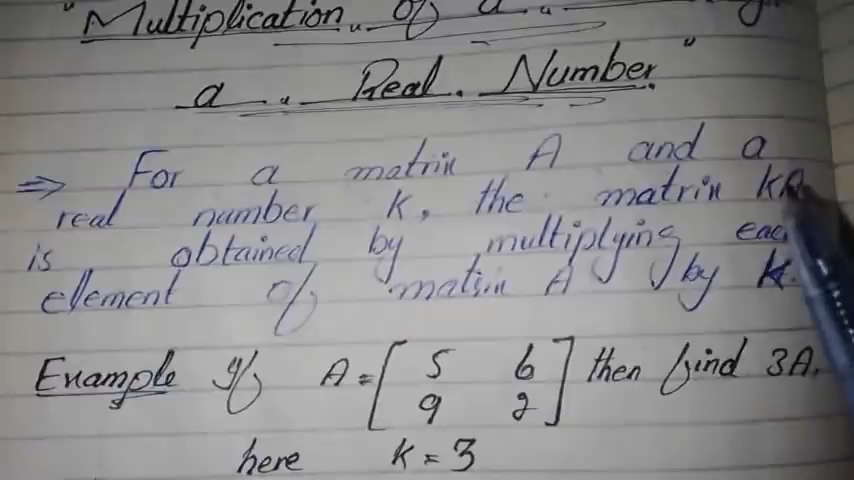 "Multiplication of a
a Real Number"
⇒ For a matrix A and a
real number K, the matrix KA
is obtained by multiplying each
element of matrix A by K.
Example If A = [ 5 6 ] then find 3A.
9 2
here K = 3